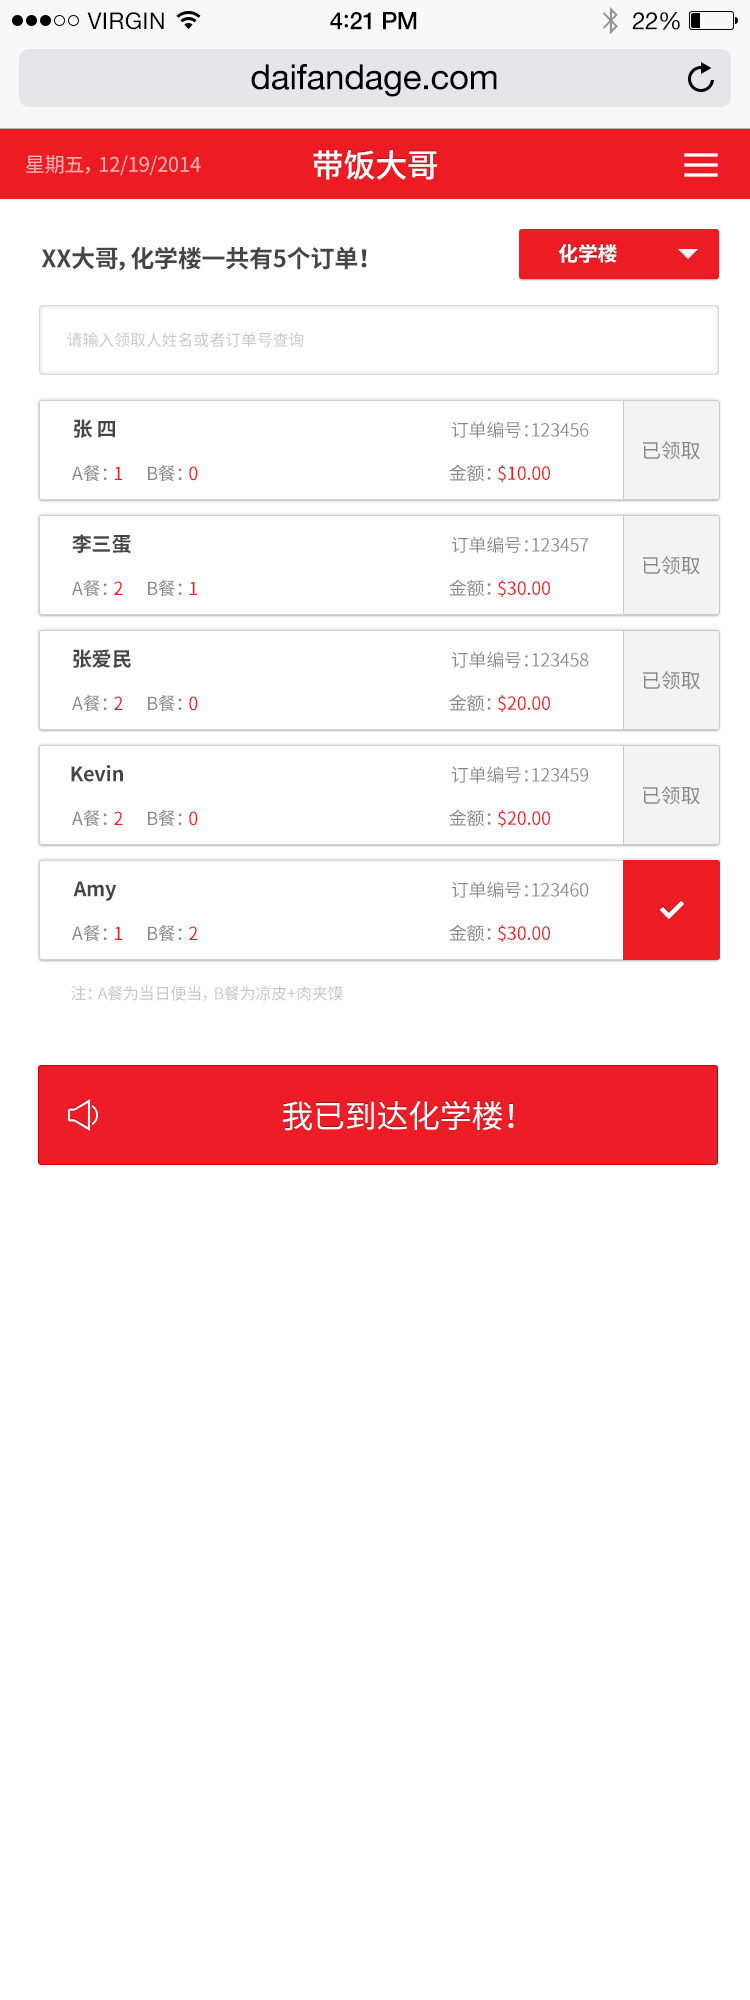 VIRGIN 4:21 PM 22%
daifandage.com
星期五, 12/19/2014 带饭大哥
XX大哥, 化学楼一共有5个订单! 化学楼
请输入领取人姓名或者订单号查询
张 四 订单编号:123456
A餐: 1 B餐: 0 金额: $10.00 已领取
李三蛋 订单编号:123457
A餐: 2 B餐: 1 金额: $30.00 已领取
张爱民 订单编号:123458
A餐: 2 B餐: 0 金额: $20.00 已领取
Kevin 订单编号:123459
A餐: 2 B餐: 0 金额: $20.00 已领取
Amy 订单编号:123460
A餐: 1 B餐: 2 金额: $30.00
注: A餐为当日便当, B餐为凉皮+肉夹馍
我已到达化学楼!